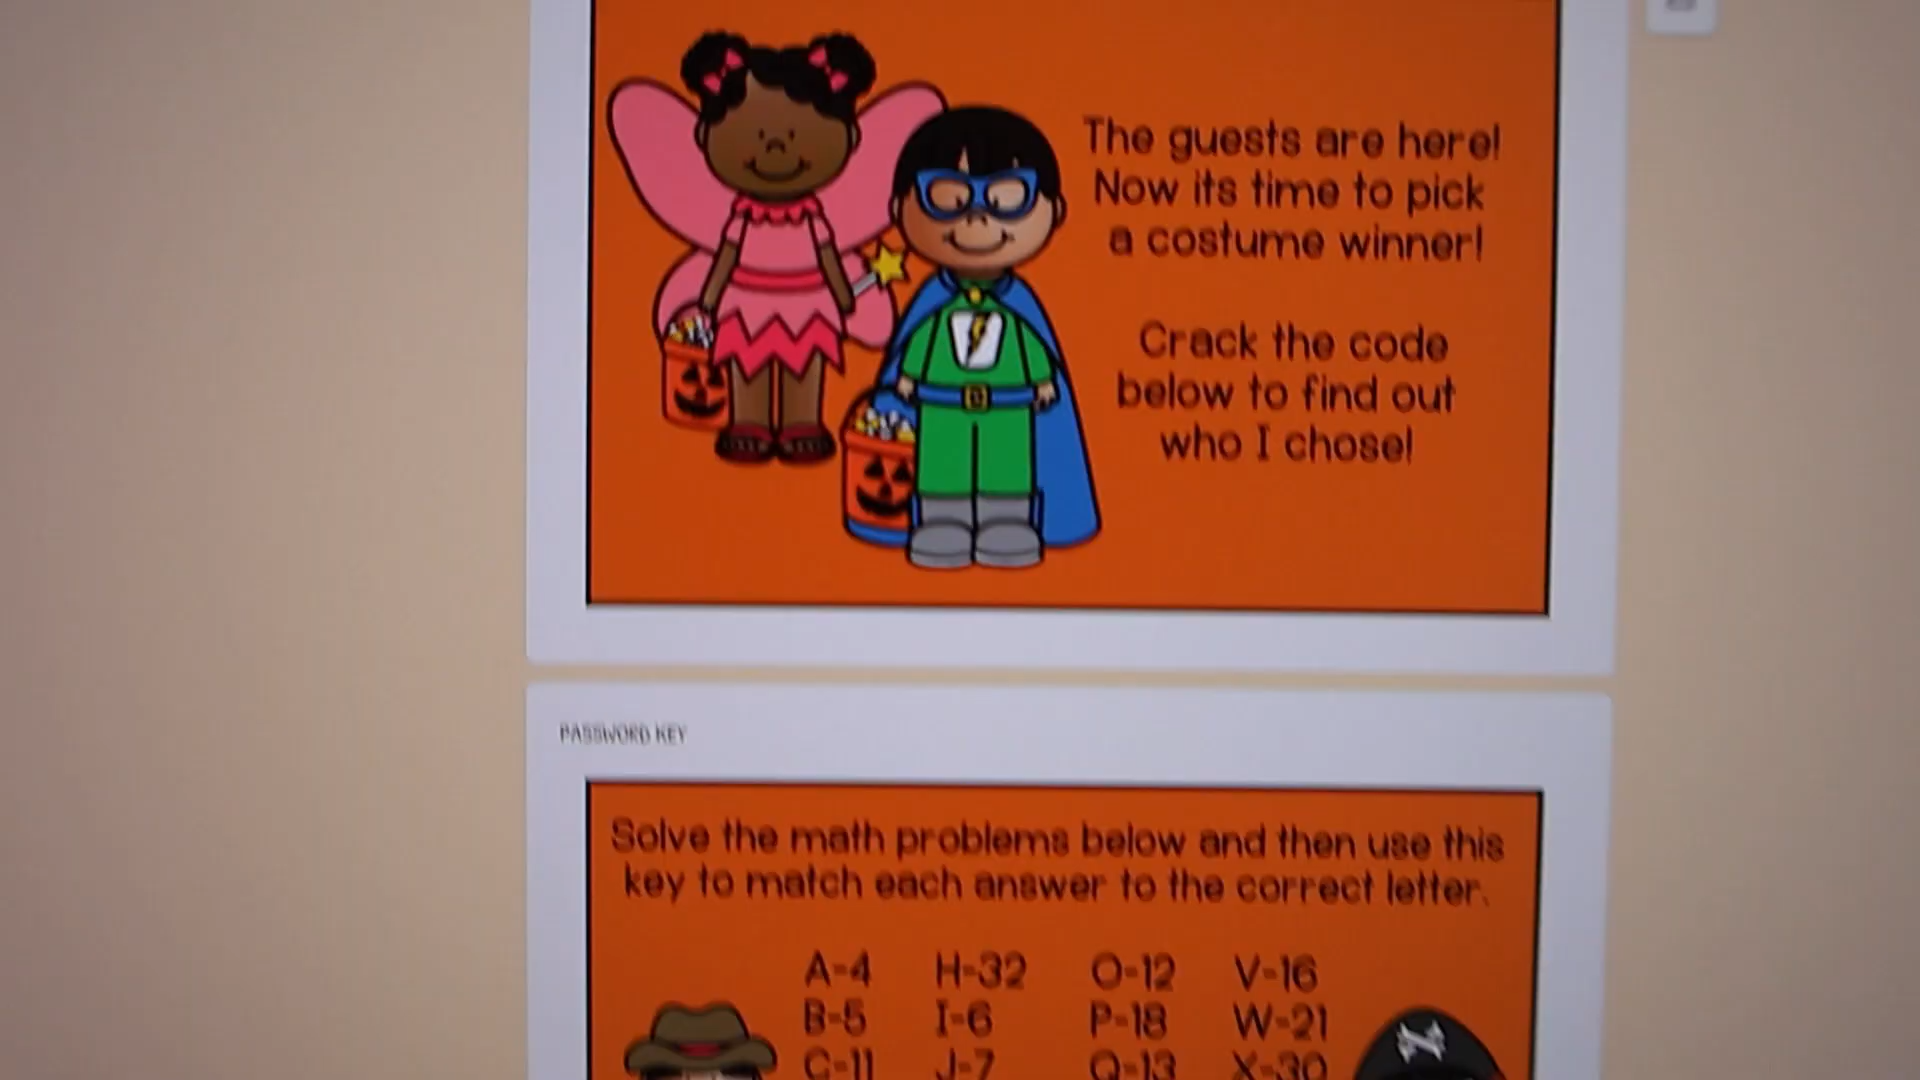 The guests are here!
Now its time to pick
a costume winner!
Crack the code
below to find out
who I chose!
PASSWORD KEY
Solve the math problems below and then use this
key to match each answer to the correct letter.
A-4 H-32 O-12 V-16
B-5 I-6 P-18 W-21
C-11 J-7 Q-13 X-30